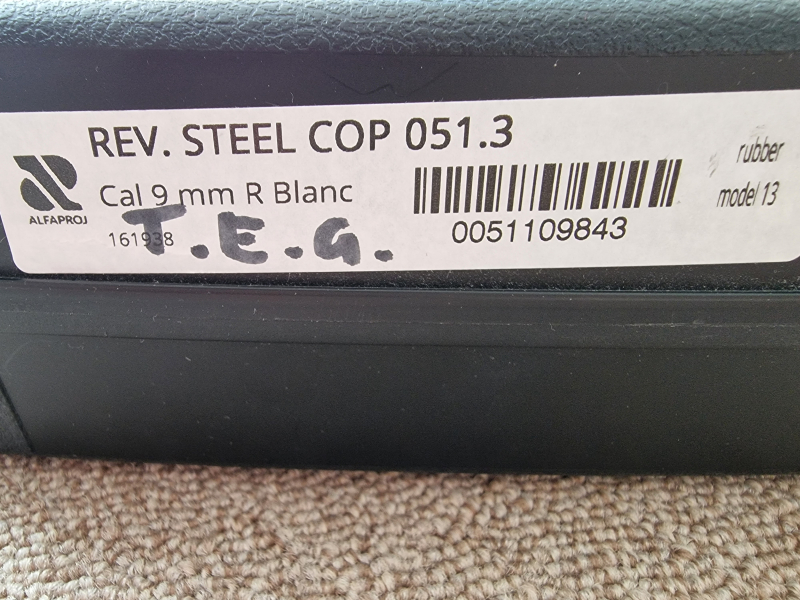 REV. STEEL COP 051.3
Cal 9 mm R Blanc
ALFAPROJ
161938
T.E.G.
0051109843
rubber
model 13